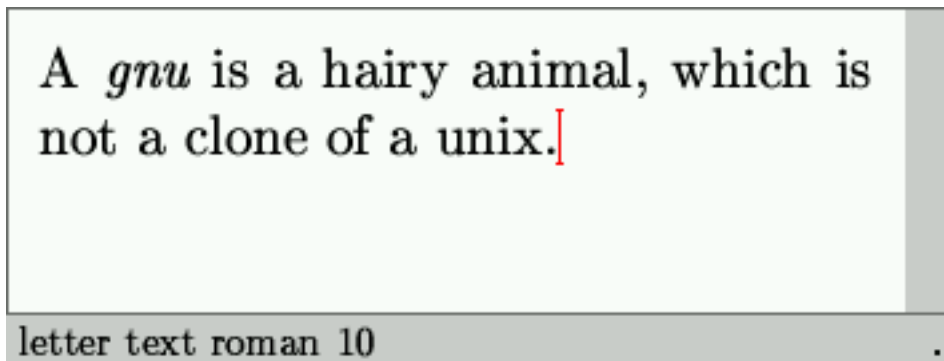 A gnu is a hairy animal, which is
not a clone of a unix.
letter text roman 10
.